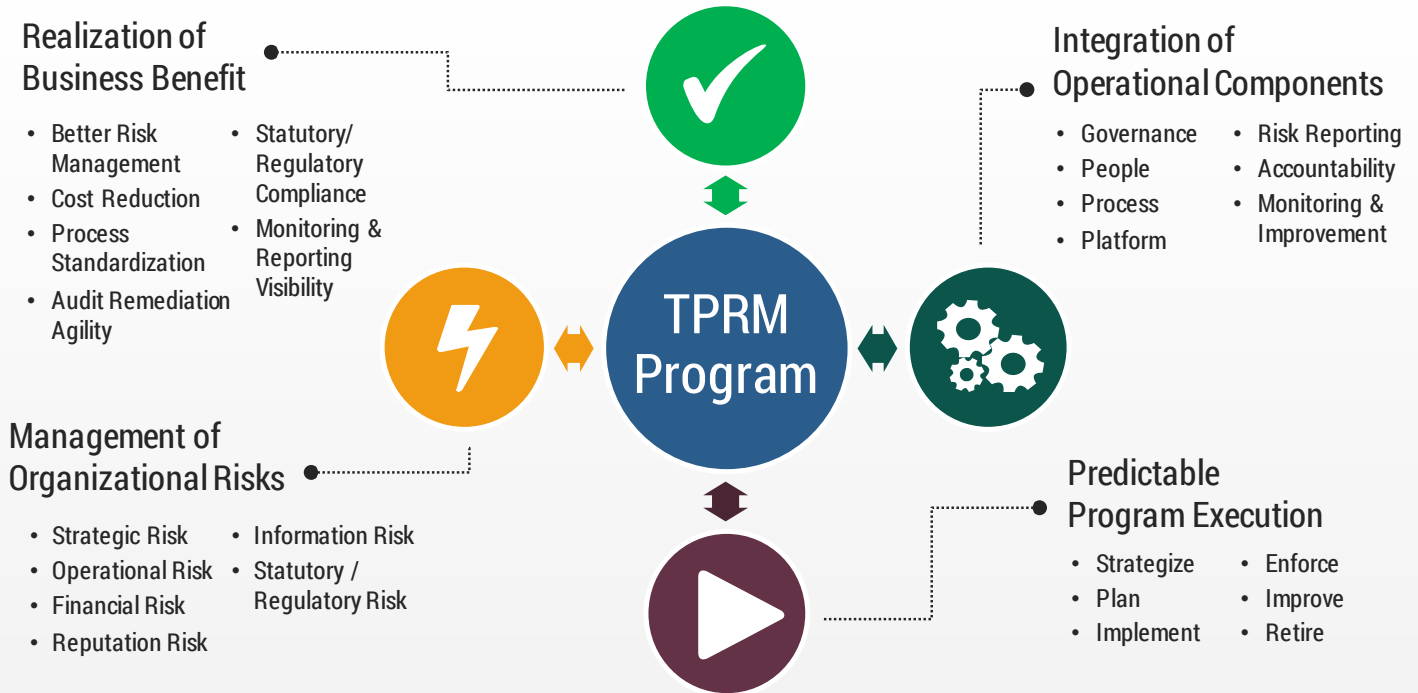 Realization of
Business Benefit
• Better Risk
Management
• Cost Reduction
• Process
Standardization
• Audit Remediation
Agility
• Statutory/
Regulatory
Compliance
• Monitoring &
Reporting
Visibility
Integration of
Operational Components
• Governance
• People
• Process
• Platform
• Risk Reporting
• Accountability
• Monitoring &
Improvement
TPRM
Program
Management of
Organizational Risks
• Strategic Risk
• Operational Risk
• Financial Risk
• Reputation Risk
• Information Risk
• Statutory /
Regulatory Risk
Predictable
Program Execution
• Strategize
• Plan
• Implement
• Enforce
• Improve
• Retire